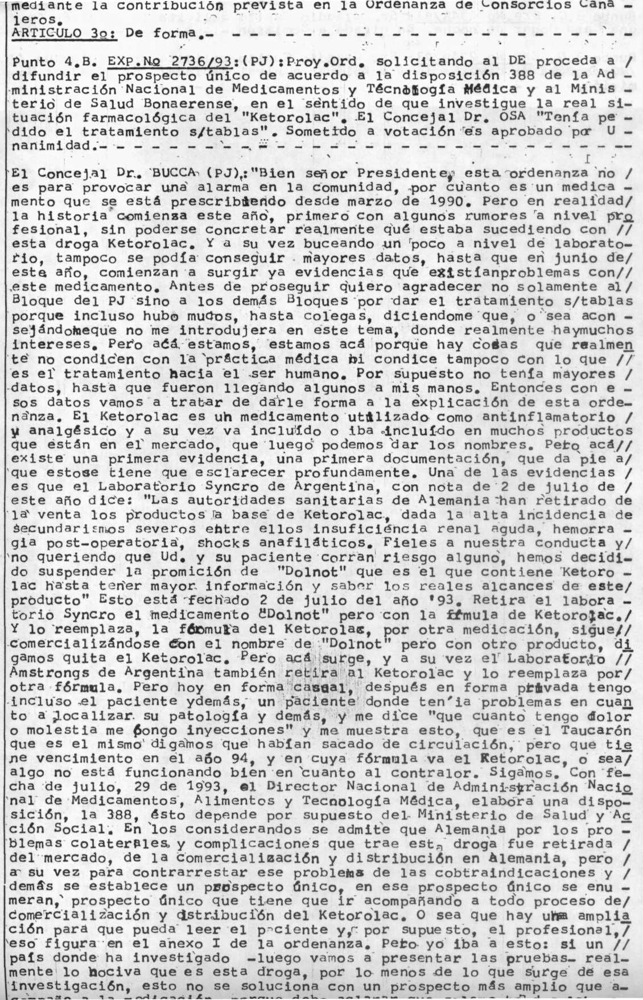 mediante la contribución prevista en la Ordenanza de Consorcios Cana -
leros.
ARTICULO 3o: De forma.- - - - - - - - - - - - - - - - - - - - - - - - - - -
Punto 4.B. EXP.No 2736/93:(PJ):Proy.Ord. solicitando al DE proceda a /
difundir el prospecto único de acuerdo a la disposición 388 de la Ad -
ministración Nacional de Medicamentos y Técnología Médica y al Minis -
terio de Salud Bonaerense, en el sentido de que investigue la real si-
tuación farmacológica del "Ketorolac". El Concejal Dr. OSA "Tenía pe -
dido el tratamiento s/tablas". Sometido a votación es aprobado por U -
nanimidad.- - - - - - - - - - - - - - - - - - - - - - - - - - - - - - - - -
El Concejal Dr. BUCCA (PJ):"Bien señor Presidente, esta ordenanza no /
es para provocar una alarma en la comunidad, por cuanto es un medica -
mento que se está prescribiendo desde marzo de 1990. Pero en realidad/
la historia comienza este año, primero con algunos rumores a nivel pro
fesional, sin poderse concretar realmente qué estaba sucediendo con //
esta droga Ketorolac. Y a su vez buceando un poco a nivel de laborato-
rio, tampoco se podía conseguir mayores datos, hasta que en junio de/
este año, comienzan a surgir ya evidencias que existíanproblemas con//
este medicamento. Antes de proseguir quiero agradecer no solamente al/
Bloque del PJ sino a los demás Bloques por dar el tratamiento s/tablas
porque incluso hubo muctos, hasta colegas, diciendome que, o sea acon -
sejándomeque no me introdujera en este tema, donde realmente haymuchos
intereses. Pero acá estamos, estamos acá porque hay cosas que realmen
te no condicen con la práctica médica ni condice tampoco con lo que //
es el tratamiento hacia el ser humano. Por supuesto no tenía mayores /
datos, hasta que fueron llegando algunos a mis manos. Entonces con e -
sos datos vamos a tratar de darle forma a la explicación de esta orde-
nanza. El Ketorolac es un medicamento utilizado como antinflamatorio /
y analgésico y a su vez va incluído o iba incluído en muchos productos
que están en el mercado, que luego podemos dar los nombres. Pero acá//
existe una primera evidencia, una primera documentación, que da pie a/
que estose tiene que esclarecer profundamente. Una de las evidencias /
es que el Laboratorio Syncro de Argentina, con nota de 2 de julio de /
este año dice: "Las autoridades sanitarias de Alemania han retirado de
la venta los productos a base de Ketorolac, dada la alta incidencia de
secundarismos severos entre ellos insuficiencia renal aguda, hemorra -
gia post-operatoria, shocks anafiláticos. Fieles a nuestra conducta y/
no queriendo que Ud. y su paciente corran riesgo alguno, hemos decidi-
do suspender la promición de "Dolnot" que es el que contiene Ketoro -
lac hasta tener mayor información y saber los reales alcances de este/
producto" Esto está fechado 2 de julio del año '93. Retira el labora -
torio Syncro el medicamento "Dolnot" pero con la fŕmula de Ketorolac./
Y lo reemplaza, la fórmula del Ketorolac, por otra medicación, sigue//
comercializándose con el nombre de "Dolnot" pero con otro producto, di
gamos quita el Ketorolac. Pero acá surge, y a su vez el Laboratorio //
Amstrongs de Argentina también retira al Ketorolac y lo reemplaza por/
otra fórmula. Pero hoy en forma casual, después en forma privada tengo
incluso el paciente ydemás, un paciente donde ten´ia problemas en cuan
to a localizar su patología y demás, y me dice "que cuanto tengo dolor
o molestia me pongo inyecciones" y me muestra esto, que es el Taucarón
que es el mismo digamos que habían sacado de circulación, pero que tie
ne vencimiento en el año 94, y en cuya fórmula va el Ketorolac, o sea/
algo no está funcionando bien en cuanto al contralor. Sigamos. Con fe-
cha de julio, 29 de 1993, el Director Nacional de Administración Nacio
nal de Medicamentos, Alimentos y Tecnología Médica, elabora una dispo-
sición, la 388, ésto depende por supuesto del Ministerio de Salud y Ac
ción Social. En los considerandos se admite que Alemania por los pro -
blemas colaterales y complicaciones que trae esta droga fue retirada /
del mercado, de la comercialización y distribución en Alemania, pero /
a su vez para contrarrestar ese problema de las cobtraindicaciones y /
demás se establece un prospecto único, en ese prospecto único se enu -
meran, prospecto único que tiene que ir acompañando a todo proceso de/
comercialización y dstribución del Ketorolac. O sea que hay una amplia
ción para que pueda leer el paciente y, por supuesto, el profesional,/
eso figura en el anexo I de la ordenanza. Pero yo iba a esto: si un //
país donde ha investigado -luego vamos a presentar las pruebas- real-
mente lo nociva que es esta droga, por lo menos de lo que surge de esa
investigación, esto no se soluciona con un prospecto más amplio que a-